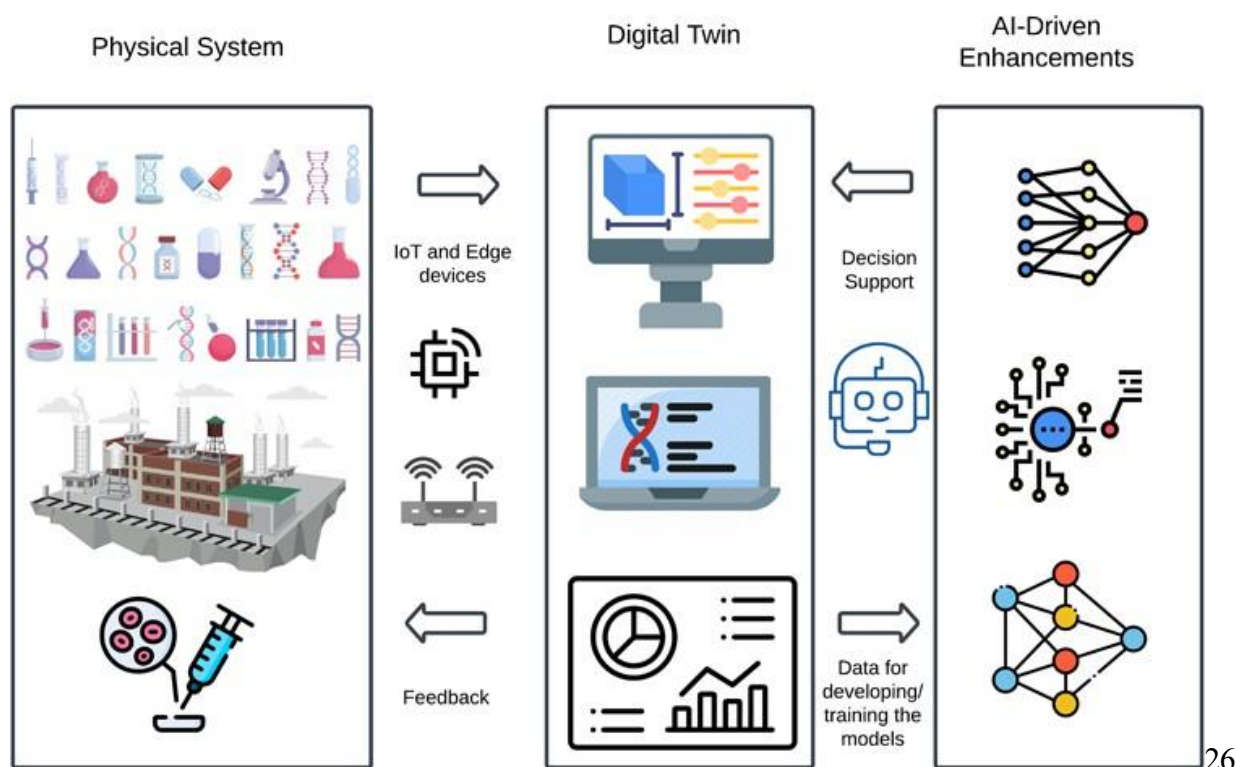 Physical System
Digital Twin
AI-Driven
Enhancements
IoT and Edge
devices
Decision
Support
Feedback
Data for
developing/
training the
models
26